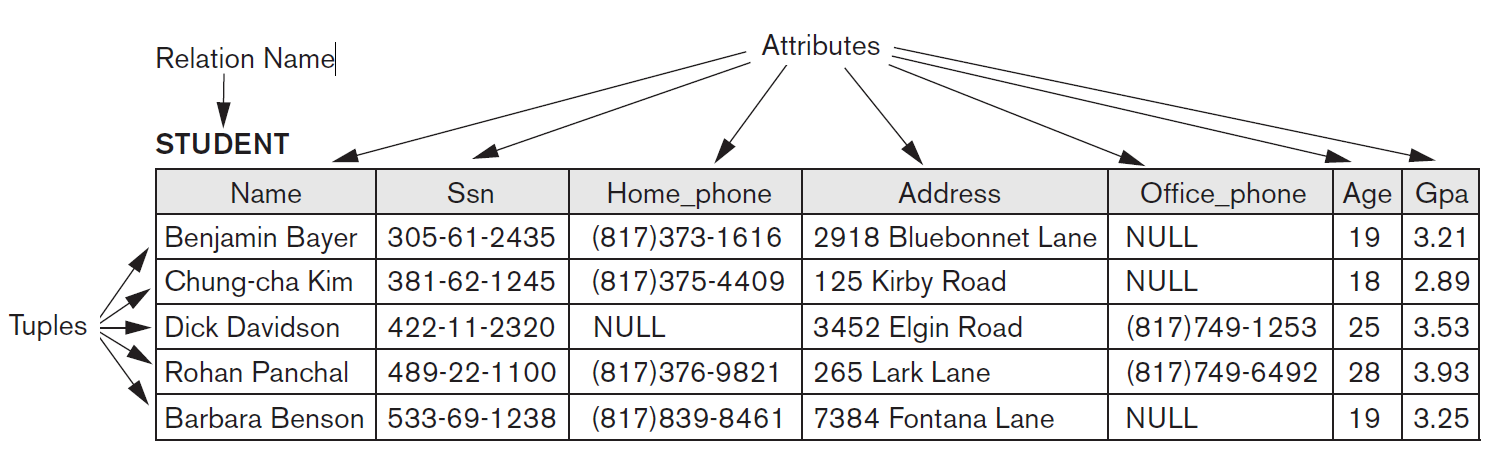 Attributes
Relation Name
STUDENT
Name Ssn Home_phone Address Office_phone Age Gpa
Benjamin Bayer 305-61-2435 (817)373-1616 2918 Bluebonnet Lane NULL 19 3.21
Chung-cha Kim 381-62-1245 (817)375-4409 125 Kirby Road NULL 18 2.89
Tuples Dick Davidson 422-11-2320 NULL 3452 Elgin Road (817)749-1253 25 3.53
Rohan Panchal 489-22-1100 (817)376-9821 265 Lark Lane (817)749-6492 28 3.93
Barbara Benson 533-69-1238 (817)839-8461 7384 Fontana Lane NULL 19 3.25